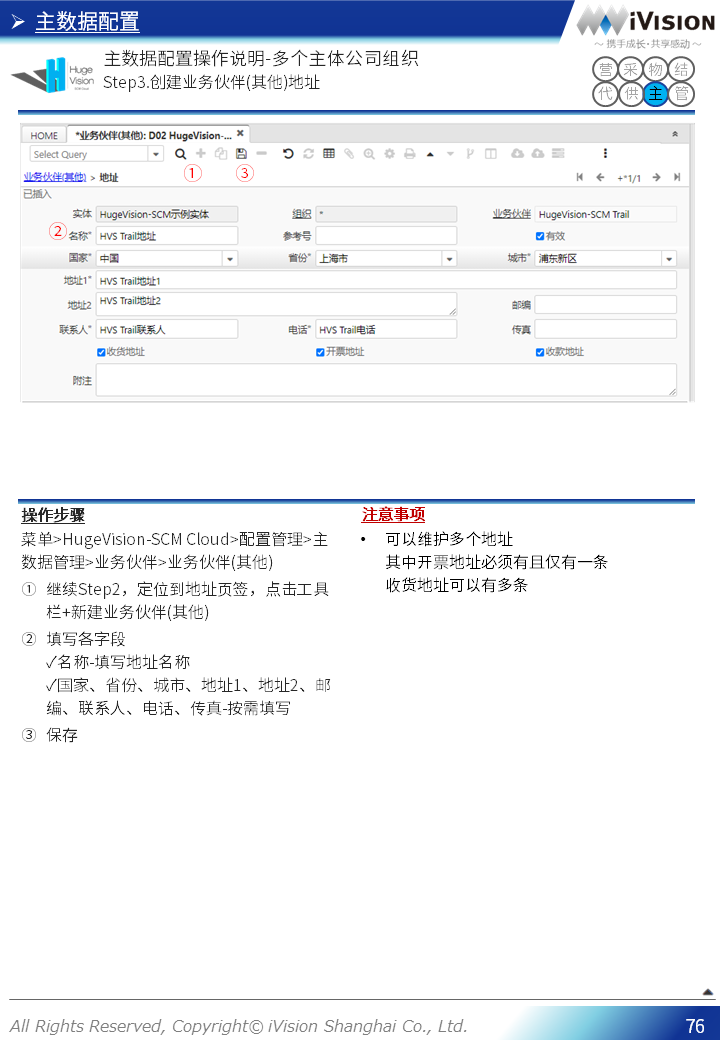 ➢ 主数据配置
iVISION
～ 携手成长·共享感动 ～
Huge
Vision
主数据配置操作说明-多个主体公司组织
Step3.创建业务伙伴(其他)地址
营 采 物 结
代 供 主 管
HOME *业务伙伴(其他): D02 HugeVision-... ×
Select Query
① ③
业务伙伴(其他) > 地址 +*1/1
已插入
实体 HugeVision-SCM示例实体 组织 * 业务伙伴 HugeVision-SCM Trail
② 名称* HVS Trail地址 参考号 有效
国家* 中国 省份* 上海市 城市* 浦东新区
地址1* HVS Trail地址1
地址2 HVS Trail地址2 邮编
联系人* HVS Trail联系人 电话* HVS Trail电话 传真
收货地址 开票地址 收款地址
附注
操作步骤
菜单>HugeVision-SCM Cloud>配置管理>主
数据管理>业务伙伴>业务伙伴(其他)
① 继续Step2，定位到地址页签，点击工具
栏+新建业务伙伴(其他)
② 填写各字段
✓名称-填写地址名称
✓国家、省份、城市、地址1、地址2、邮
编、联系人、电话、传真-按需填写
③ 保存
注意事项
• 可以维护多个地址
其中开票地址必须有且仅有一条
收货地址可以有多条
All Rights Reserved, Copyright© iVision Shanghai Co., Ltd.
76